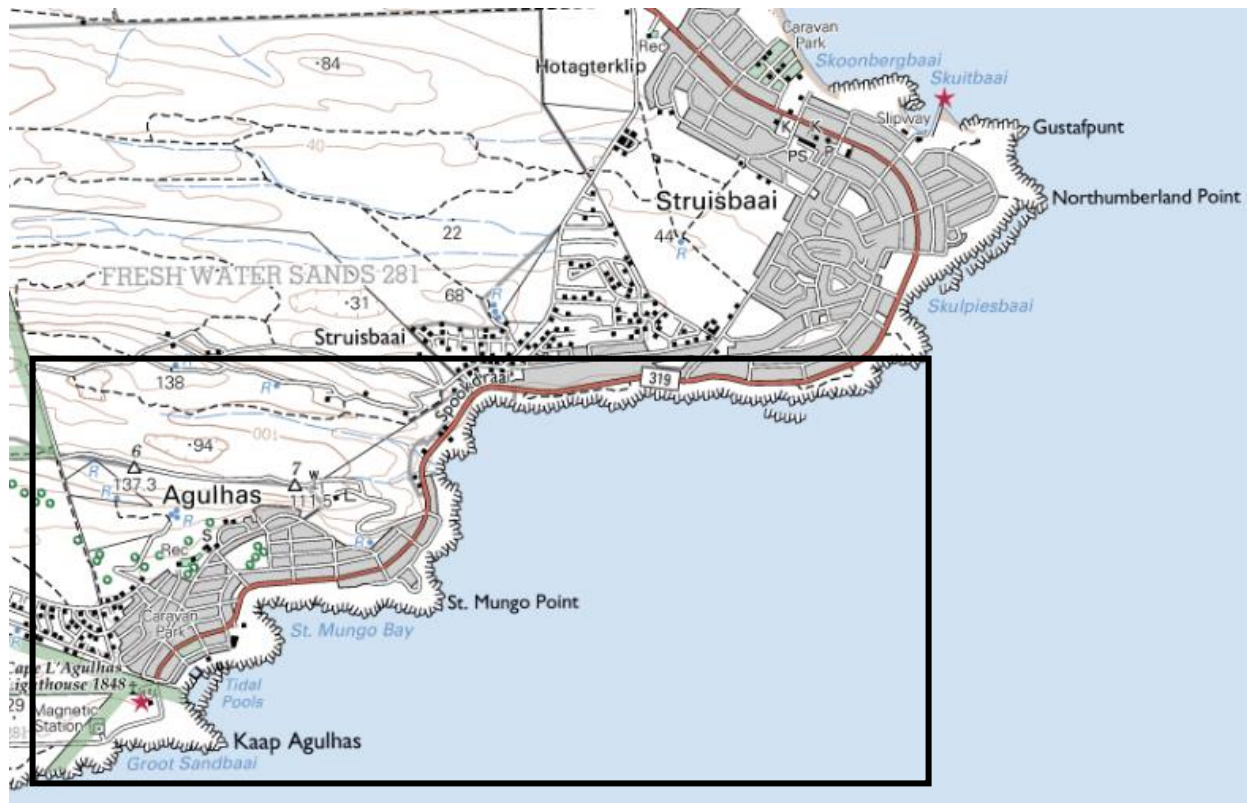 Caravan
Park
Skoonbergbaai
Rec
Hotagterklip
84
Skuitbaai
Slipway
Gustafpunt
K
K
PS
P
40
Struisbaai
Northumberland Point
44
22
R
FRESH WATER SANDS 281
31
68
R
Skulpiesbaai
Struisbaai
138
R
R
319
Spookdraai
100
94
6
137.3
R
R
7
W
111.5
L
Agulhas
R
S
Rec
R
St. Mungo Point
St. Mungo Bay
Caravan
Park
R
Cape L'Agulhas
Lighthouse 1848
Tidal
Pools
29
Magnetic
Station
Kaap Agulhas
Groot Sandbaai